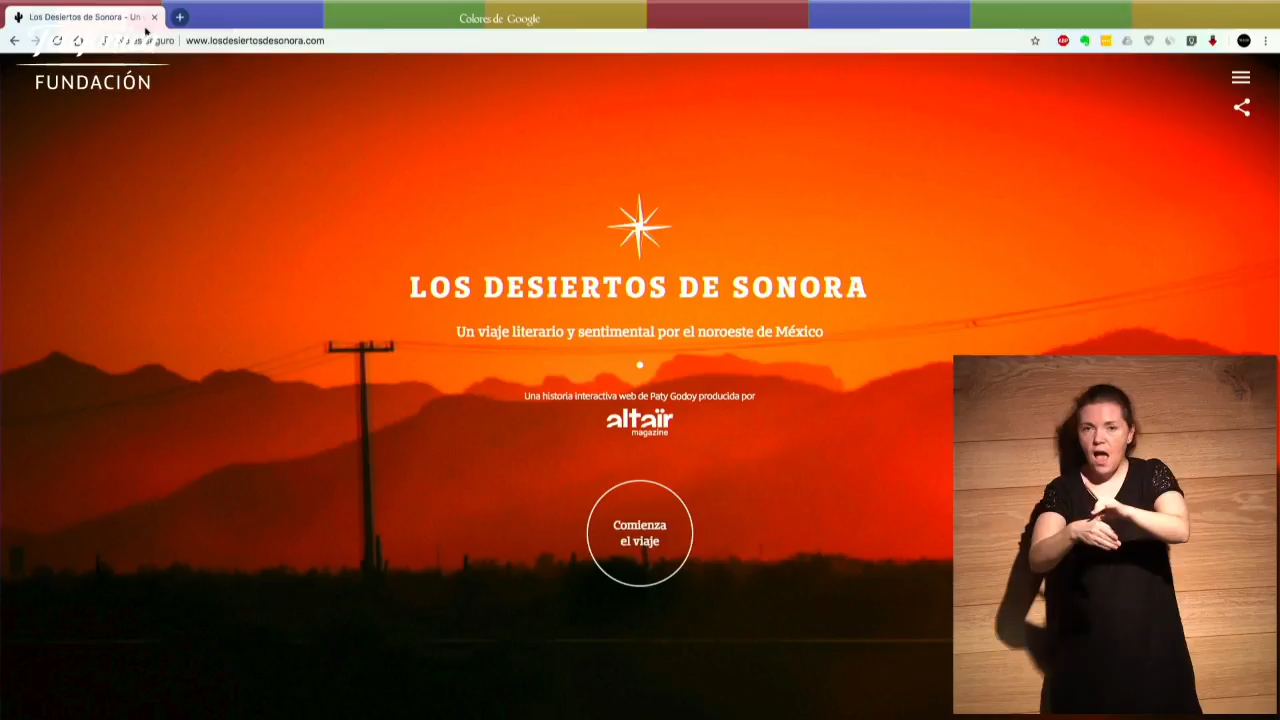 Los Desiertos de Sonora - Un
Colores de Google
www.losdesiertosdesonora.com
FUNDACIÓN
LOS DESIERTOS DE SONORA
Un viaje literario y sentimental por el noroeste de México
Una historia interactiva web de Paty Godoy producida por
altaïr
magazine
Comienza
el viaje